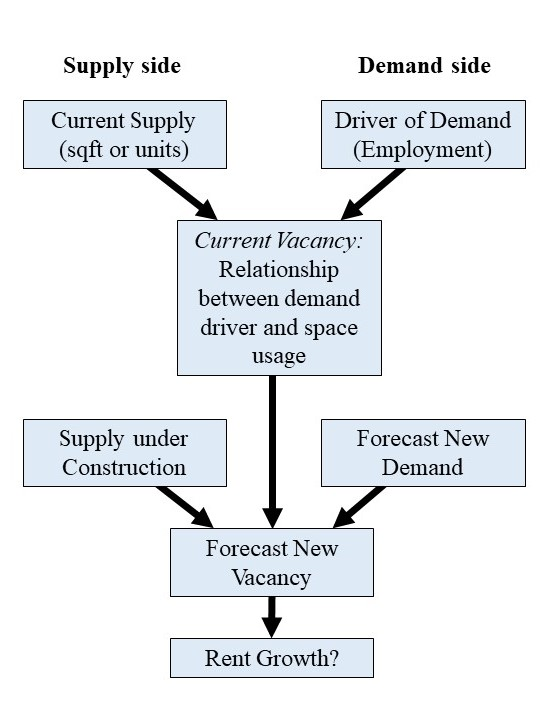 Supply side
Demand side
Current Supply
(sqft or units)
Driver of Demand
(Employment)
Current Vacancy:
Relationship
between demand
driver and space
usage
Supply under
Construction
Forecast New
Demand
Forecast New
Vacancy
Rent Growth?